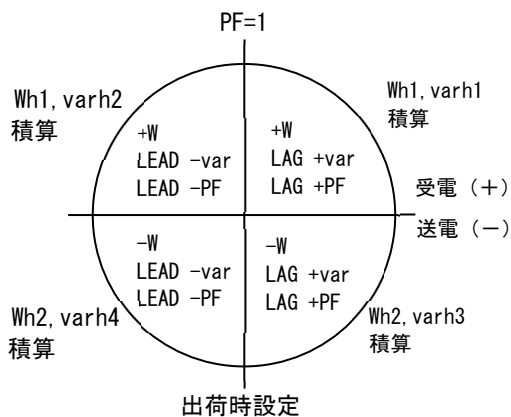 PF=1
Wh1, varh2
積算
Wh1, varh1
積算
+W
LEAD -var
LEAD -PF
+W
LAG +var
LAG +PF
受電（＋）
送電（－）
-W
LEAD -var
LEAD -PF
-W
LAG +var
LAG +PF
Wh2, varh4
積算
Wh2, varh3
積算
出荷時設定